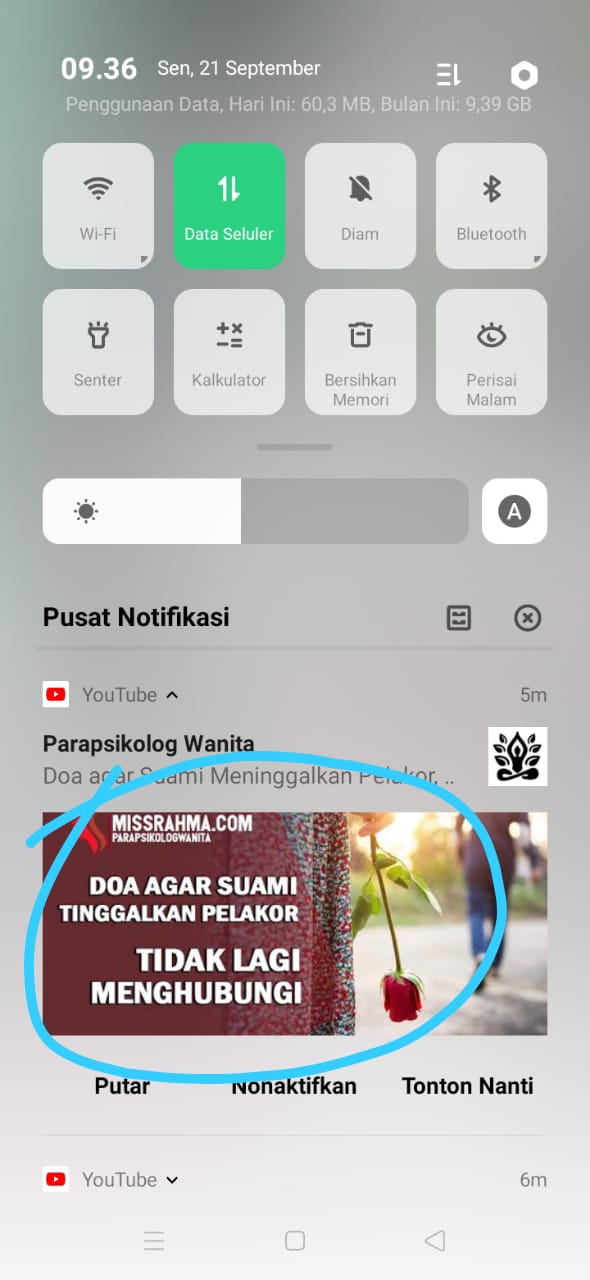 09.36 Sen, 21 September
Penggunaan Data, Hari Ini: 60,3 MB, Bulan Ini: 9,39 GB
Wi-Fi
Data Seluler
Diam
Bluetooth
Senter
Kalkulator
Bersihkan
Memori
Perisai
Malam
A
Pusat Notifikasi
YouTube 5m
Parapsikolog Wanita
Doa agar Suami Meninggalkan Pelakor, ..
MISSRAHMA.COM
PARAPSIKOLOGWANITA
DOA AGAR SUAMI
TINGGALKAN PELAKOR
TIDAK LAGI
MENGHUBUNGI
Putar Nonaktifkan Tonton Nanti
YouTube 6m